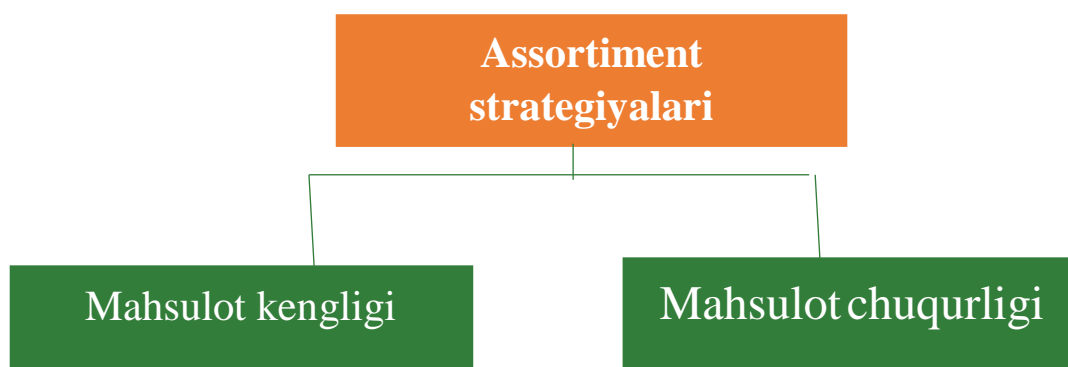 Assortiment
strategiyalari
Mahsulot kengligi
Mahsulot chuqurligi